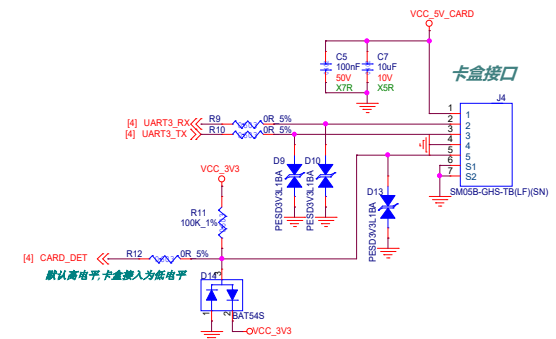 VCC_5V_CARD
C5
100nF
50V
X7R
C7
10uF
10V
X5R
卡盒接口
J4
[4] UART3_RX R9 0R_5%
[4] UART3_TX R10 0R_5%
1 1
2 2
3 3
4 4
5 5
6 S1
7 S2
SM05B-GHS-TB(LF)(SN)
D9
PESD3V3L1BA
D10
PESD3V3L1BA
D13
PESD3V3L1BA
VCC_3V3
R11
100K_1%
[4] CARD_DET R12 0R_5%
默认高电平,卡盒接入为低电平
D14
3
1
2
BAT54S
VCC_3V3